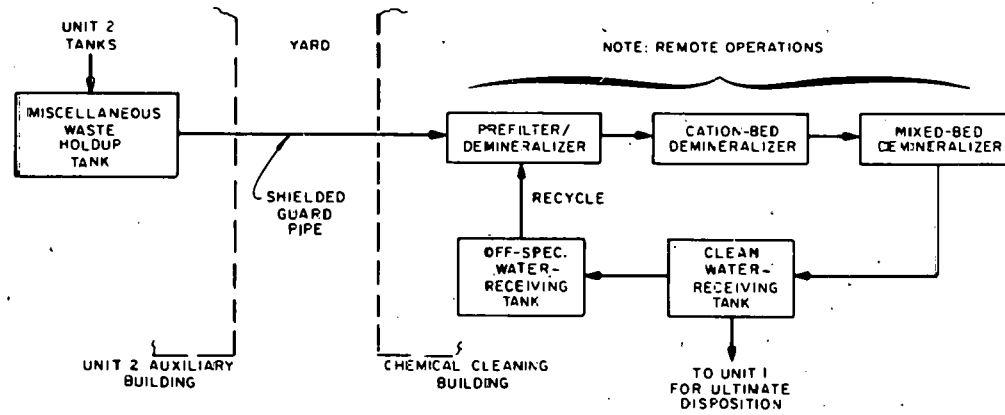 UNIT 2
TANKS
YARD
NOTE: REMOTE OPERATIONS
MISCELLANEOUS
WASTE
HOLDUP
TANK
PREFILTER/
DEMINERALIZER
CATION-BED
DEMINERALIZER
MIXED-BED
DEMINERALIZER
SHIELDED
GUARD
PIPE
RECYCLE
OFF-SPEC.
WATER-
RECEIVING
TANK
CLEAN
WATER-
RECEIVING
TANK
UNIT 2 AUXILIARY
BUILDING
CHEMICAL CLEANING
BUILDING
TO UNIT I
FOR ULTIMATE
DISPOSITION